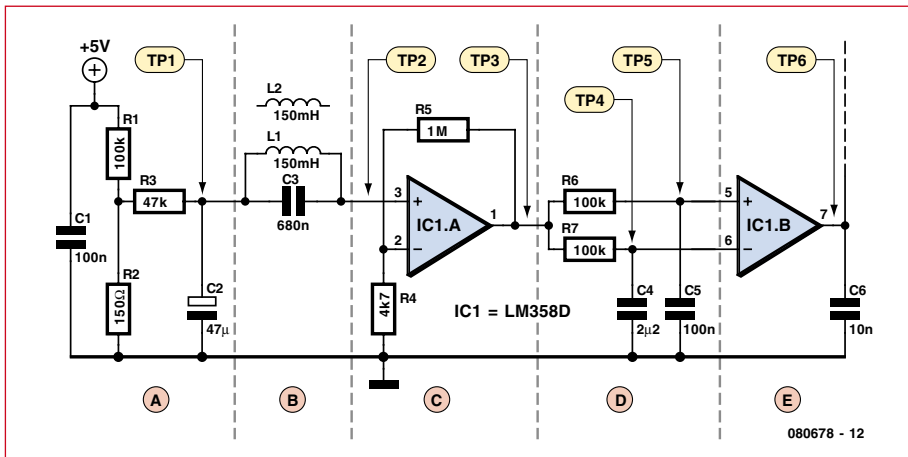 +5V
TP1
TP2
TP3
TP5
TP6
TP4
L2
150mH
L1
150mH
C3
680n
R1
100k
R3
47k
C1
100n
R2
150Ω
C2
47µ
R5
1M
3
+
IC1.A
1
2
−
R4
4k7
IC1 = LM358D
R6
100k
R7
100k
C4
2µ2
C5
100n
5
+
IC1.B
7
6
−
C6
10n
A
B
C
D
E
080678 - 12